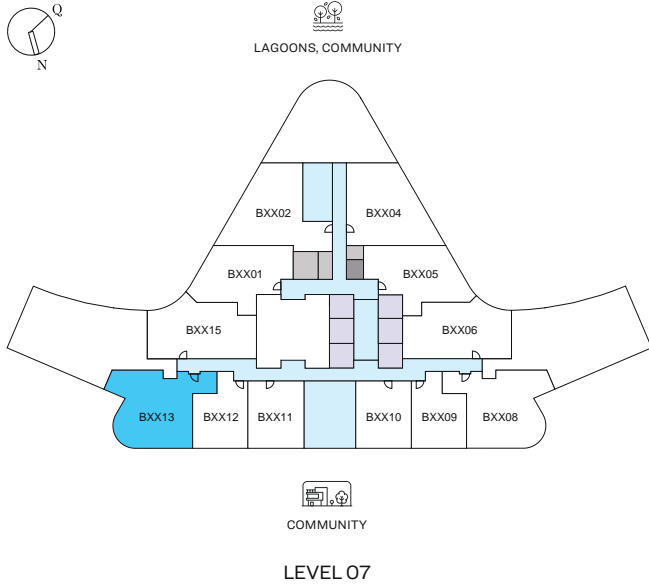 Q
N
LAGOONS, COMMUNITY
BXX02
BXX04
BXX01
BXX05
BXX15
BXX06
BXX13
BXX12
BXX11
BXX10
BXX09
BXX08
COMMUNITY
LEVEL 07